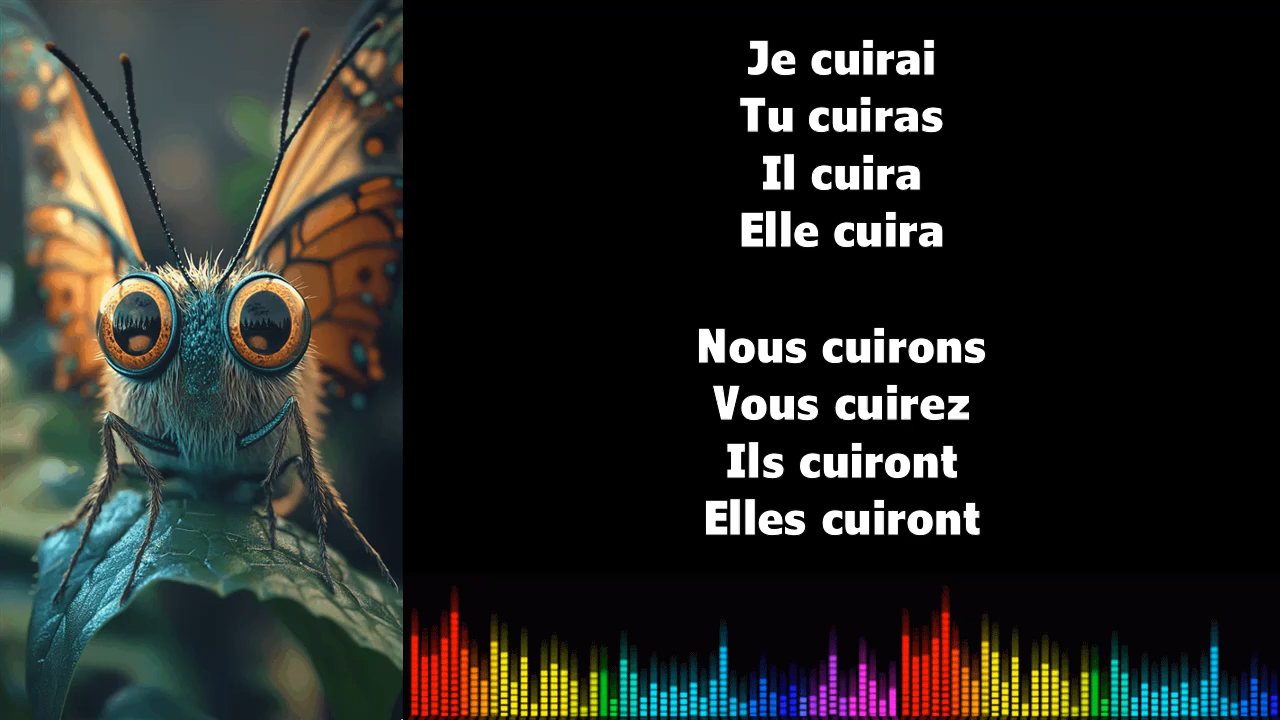 Je cuirai
Tu cuiras
Il cuira
Elle cuira
Nous cuirons
Vous cuirez
Ils cuiront
Elles cuiront